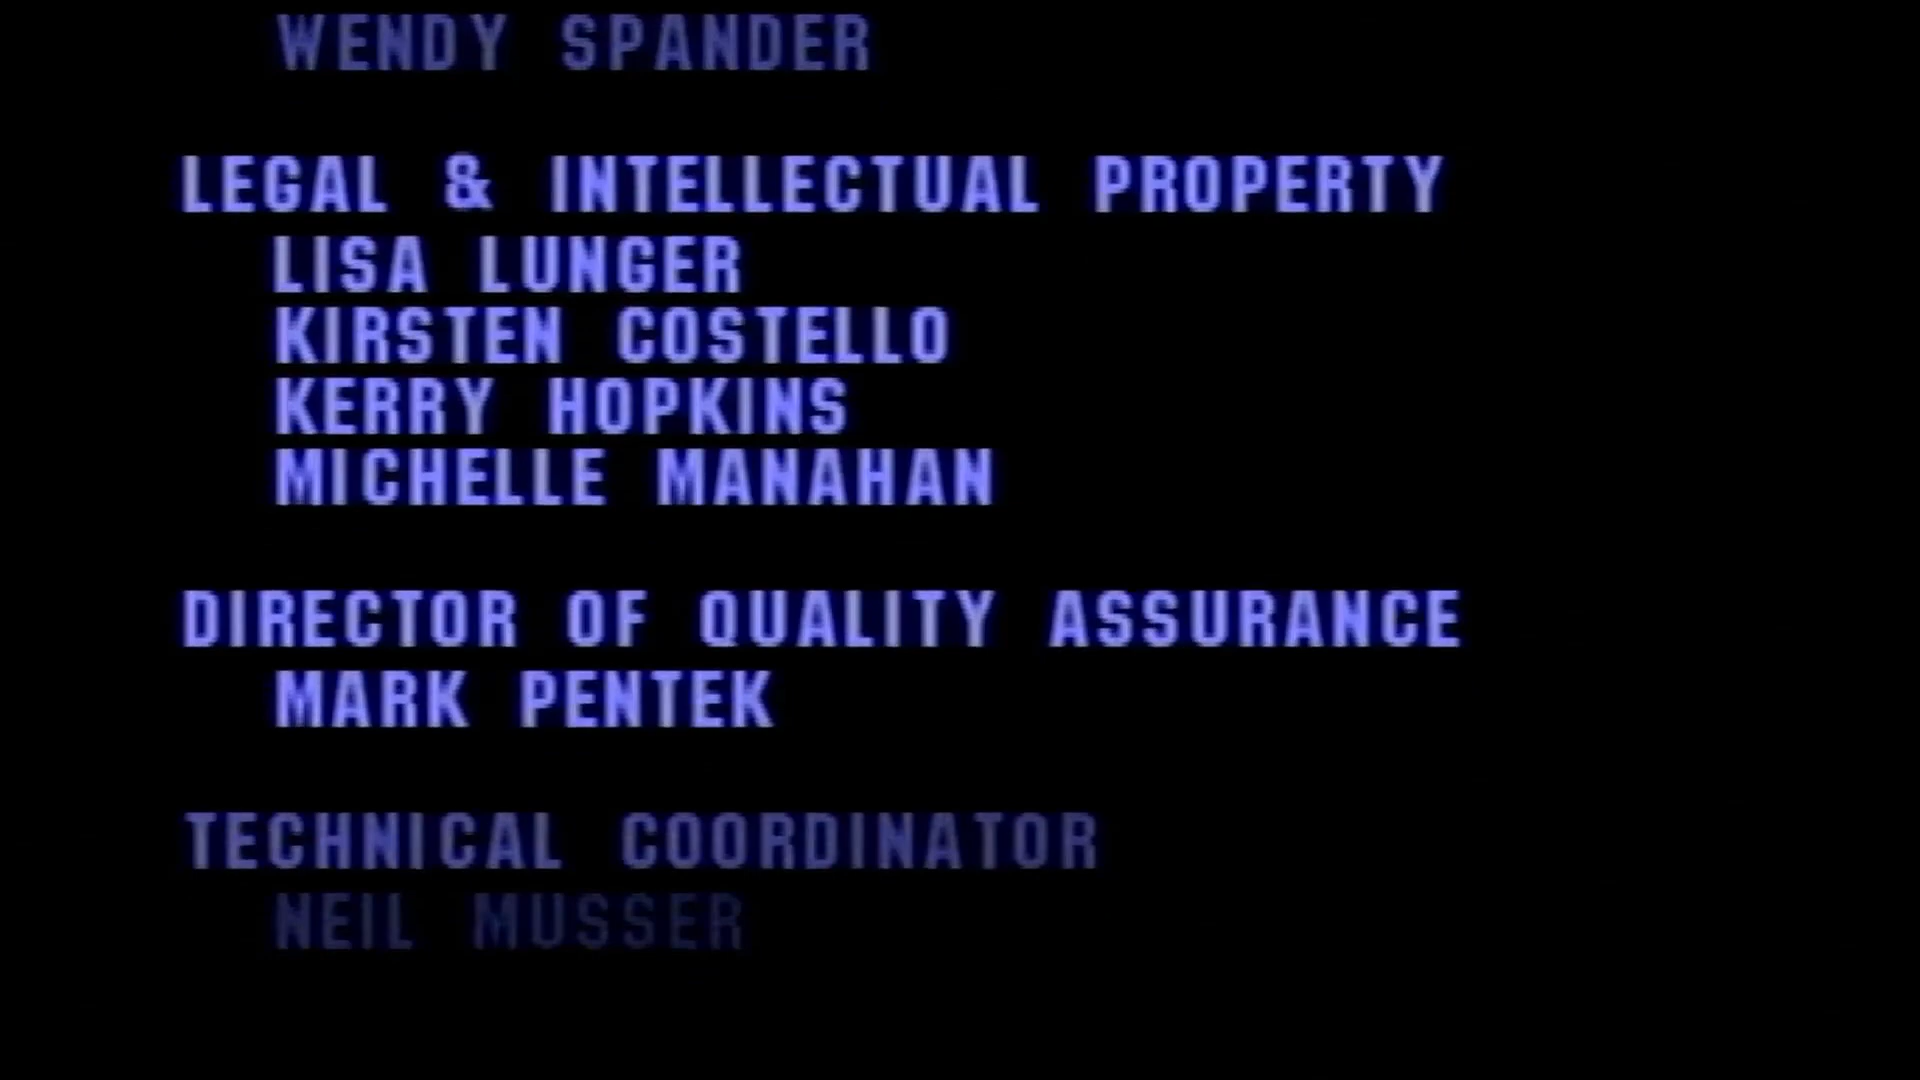 WENDY SPANDER
LEGAL & INTELLECTUAL PROPERTY
LISA LUNGER
KIRSTEN COSTELLO
KERRY HOPKINS
MICHELLE MANAHAN
DIRECTOR OF QUALITY ASSURANCE
MARK PENTEK
TECHNICAL COORDINATOR
NEIL MUSSER